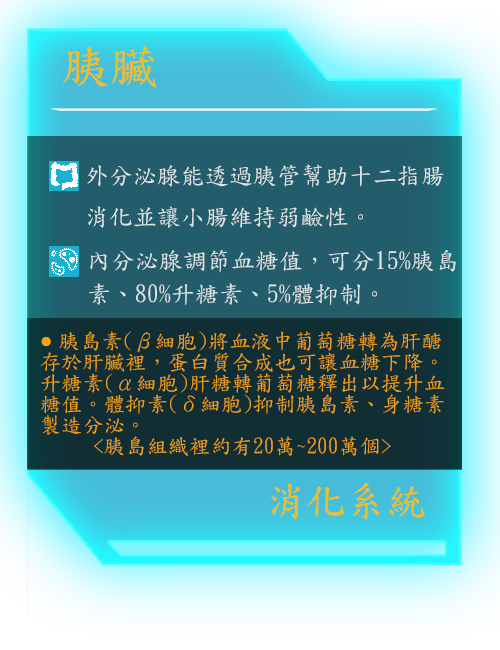 胰臟
外分泌腺能透過胰管幫助十二指腸
消化並讓小腸維持弱鹼性。
內分泌腺調節血糖值，可分15%胰島
素、80%升糖素、5%體抑制。
●胰島素(β細胞)將血液中葡萄糖轉為肝醣
存於肝臟裡，蛋白質合成也可讓血糖下降。
升糖素(α細胞)肝糖轉葡萄糖釋出以提升血
糖值。體抑素(δ細胞)抑制胰島素、身糖素
製造分泌。
<胰島組織裡約有20萬~200萬個>
消化系統